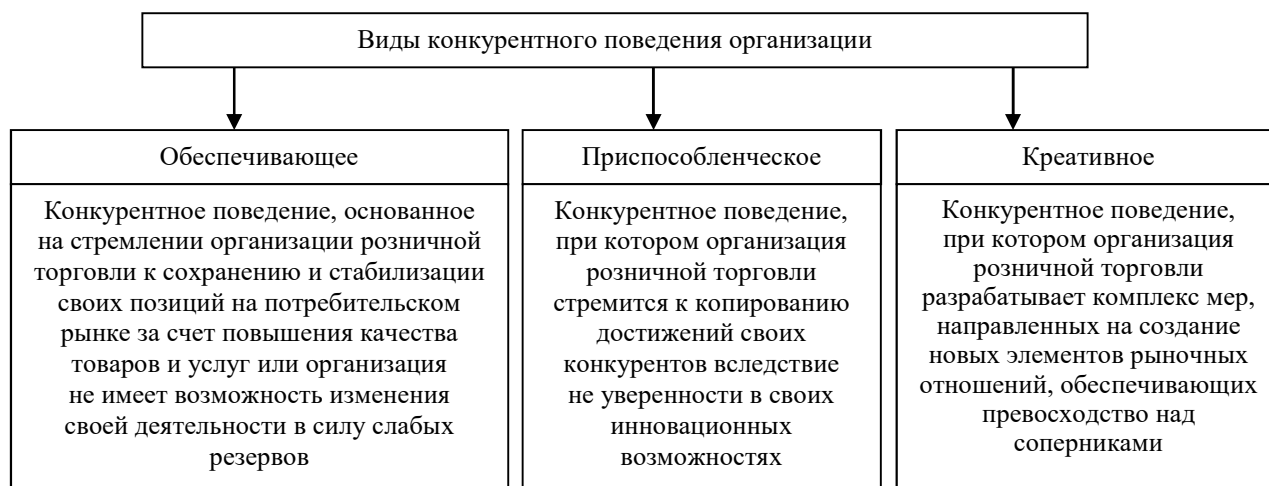 Виды конкурентного поведения организации
Обеспечивающее
Конкурентное поведение, основанное
на стремлении организации розничной
торговли к сохранению и стабилизации
своих позиций на потребительском
рынке за счет повышения качества
товаров и услуг или организация
не имеет возможность изменения
своей деятельности в силу слабых
резервов
Приспособленческое
Конкурентное поведение,
при котором организация
розничной торговли
стремится к копированию
достижений своих
конкурентов вследствие
не уверенности в своих
инновационных
возможностях
Креативное
Конкурентное поведение,
при котором организация
розничной торговли
разрабатывает комплекс мер,
направленных на создание
новых элементов рыночных
отношений, обеспечивающих
превосходство над
соперниками